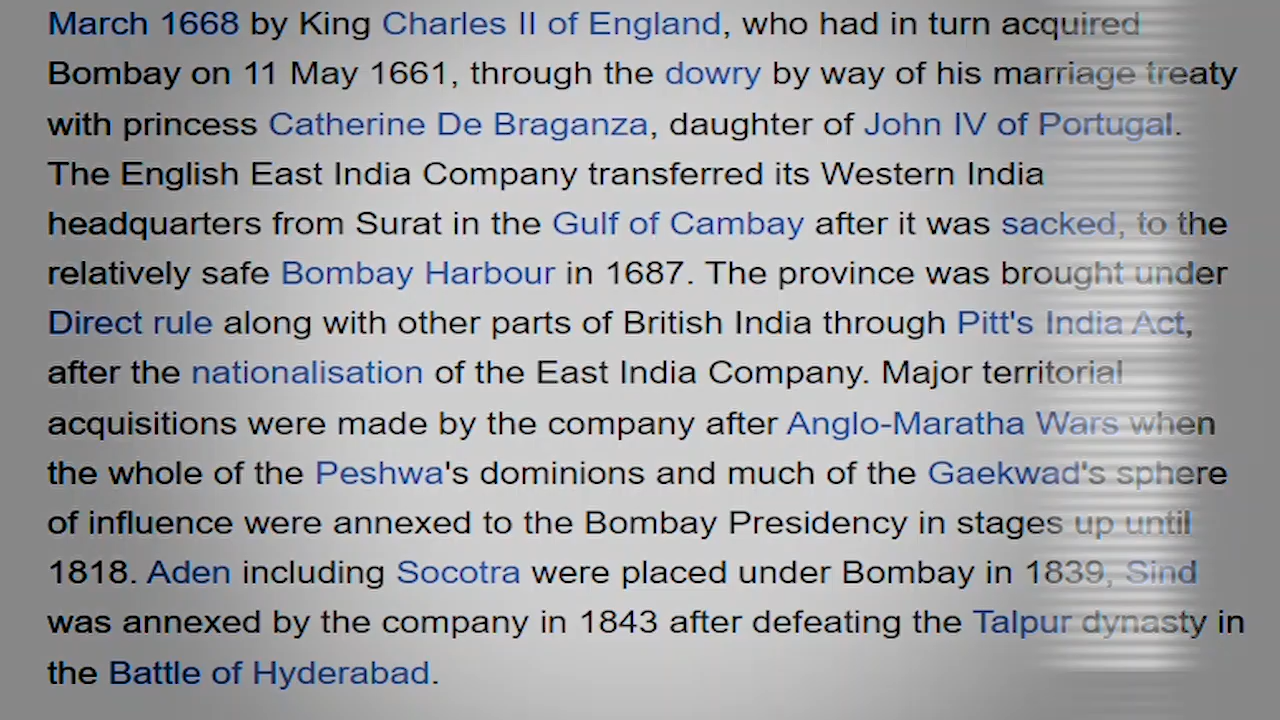 March 1668 by King Charles II of England, who had in turn acquired
Bombay on 11 May 1661, through the dowry by way of his marriage treaty
with princess Catherine De Braganza, daughter of John IV of Portugal.
The English East India Company transferred its Western India
headquarters from Surat in the Gulf of Cambay after it was sacked, to the
relatively safe Bombay Harbour in 1687. The province was brought under
Direct rule along with other parts of British India through Pitt's India Act,
after the nationalisation of the East India Company. Major territorial
acquisitions were made by the company after Anglo-Maratha Wars when
the whole of the Peshwa's dominions and much of the Gaekwad's sphere
of influence were annexed to the Bombay Presidency in stages up until
1818. Aden including Socotra were placed under Bombay in 1839, Sind
was annexed by the company in 1843 after defeating the Talpur dynasty in
the Battle of Hyderabad.